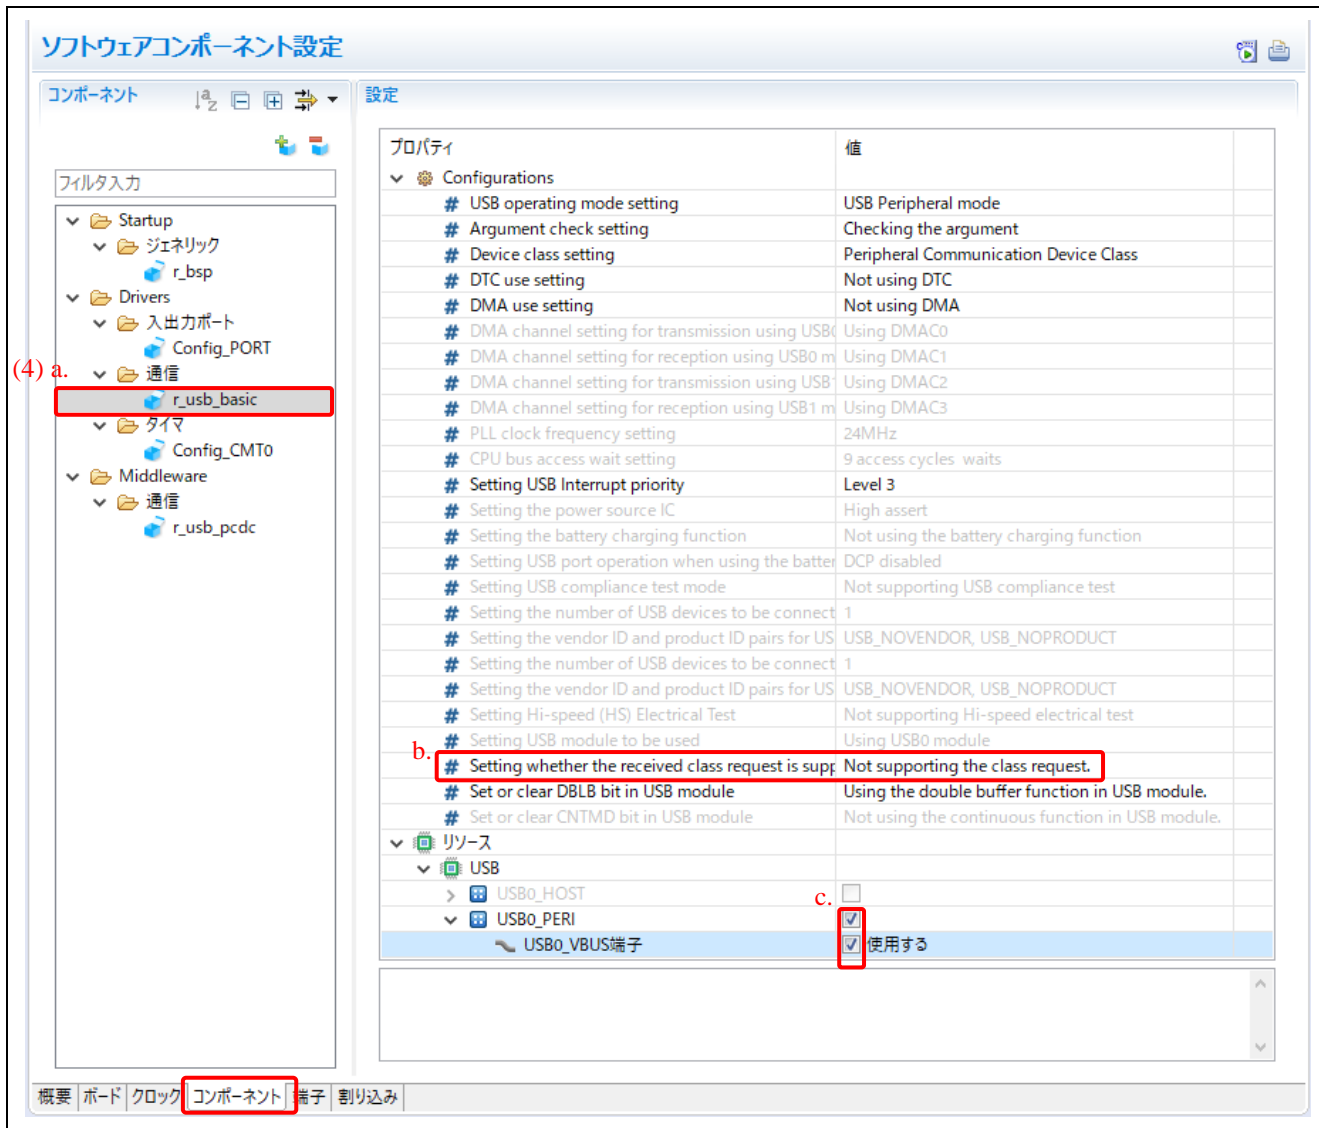 ソフトウェアコンポーネント設定
コンポーネント
設定
フィルタ入力
Startup
ジェネリック
r_bsp
Drivers
入出力ポート
Config_PORT
(4) a.
通信
r_usb_basic
タイマ
Config_CMT0
Middleware
通信
r_usb_pcdc
プロパティ 値
Configurations
# USB operating mode setting USB Peripheral mode
# Argument check setting Checking the argument
# Device class setting Peripheral Communication Device Class
# DTC use setting Not using DTC
# DMA use setting Not using DMA
# DMA channel setting for transmission using USB0 Using DMAC0
# DMA channel setting for reception using USB0 m Using DMAC1
# DMA channel setting for transmission using USB1 Using DMAC2
# DMA channel setting for reception using USB1 m Using DMAC3
# PLL clock frequency setting 24MHz
# CPU bus access wait setting 9 access cycles waits
# Setting USB Interrupt priority Level 3
# Setting the power source IC High assert
# Setting the battery charging function Not using the battery charging function
# Setting USB port operation when using the batter DCP disabled
# Setting USB compliance test mode Not supporting USB compliance test
# Setting the number of USB devices to be connect 1
# Setting the vendor ID and product ID pairs for US USB_NOVENDOR, USB_NOPRODUCT
# Setting the number of USB devices to be connect 1
# Setting the vendor ID and product ID pairs for US USB_NOVENDOR, USB_NOPRODUCT
# Setting Hi-speed (HS) Electrical Test Not supporting Hi-speed electrical test
# Setting USB module to be used Using USB0 module
b.
# Setting whether the received class request is supp Not supporting the class request.
# Set or clear DBLB bit in USB module Using the double buffer function in USB module.
# Set or clear CNTMD bit in USB module Not using the continuous function in USB module.
リソース
USB
USB0_HOST
c.
USB0_PERI
USB0_VBUS端子 使用する
概要 ボード クロック コンポーネント 端子 割り込み